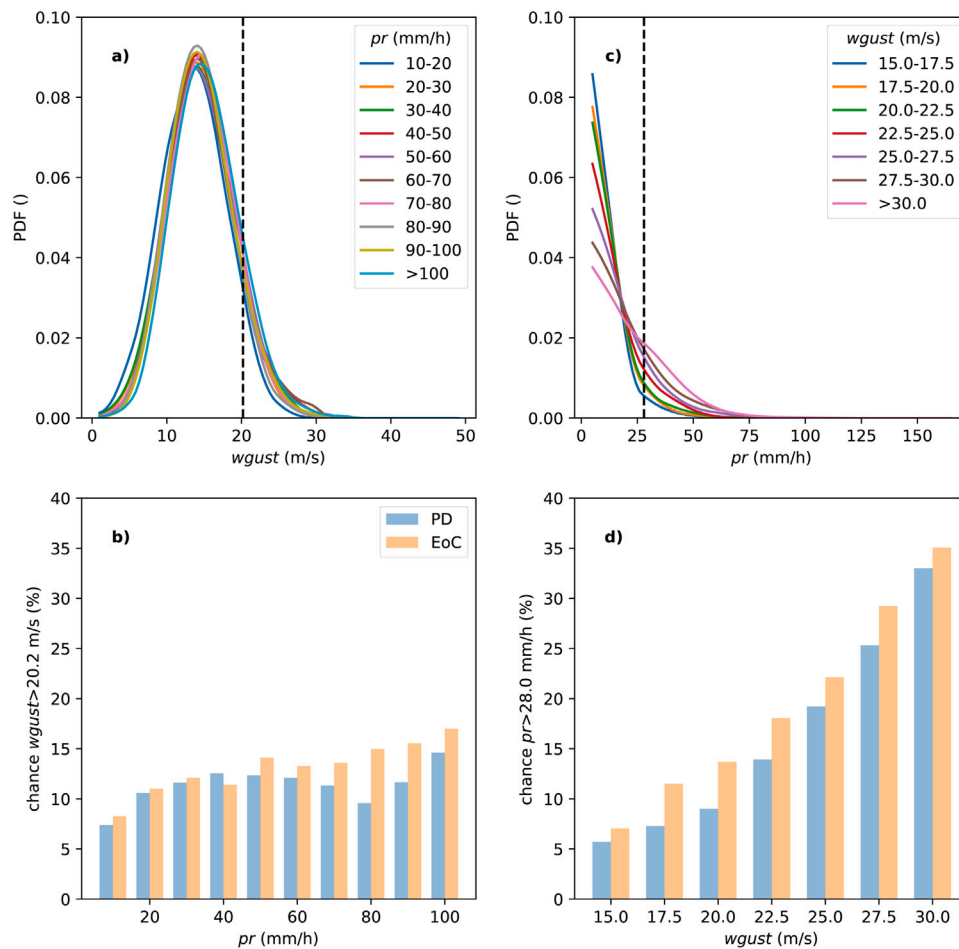 a)
PDF ()
0.10
0.08
0.06
0.04
0.02
0.00
pr (mm/h)
10-20
20-30
30-40
40-50
50-60
60-70
70-80
80-90
90-100
>100
0 10 20 30 40 50
wgust (m/s)
c)
PDF ()
0.10
0.08
0.06
0.04
0.02
0.00
wgust (m/s)
15.0-17.5
17.5-20.0
20.0-22.5
22.5-25.0
25.0-27.5
27.5-30.0
>30.0
0 25 50 75 100 125 150
pr (mm/h)
b)
chance wgust>20.2 m/s (%)
40
35
30
25
20
15
10
5
0
PD
EoC
20 40 60 80 100
pr (mm/h)
d)
chance pr>28.0 mm/h (%)
40
35
30
25
20
15
10
5
0
15.0 17.5 20.0 22.5 25.0 27.5 30.0
wgust (m/s)